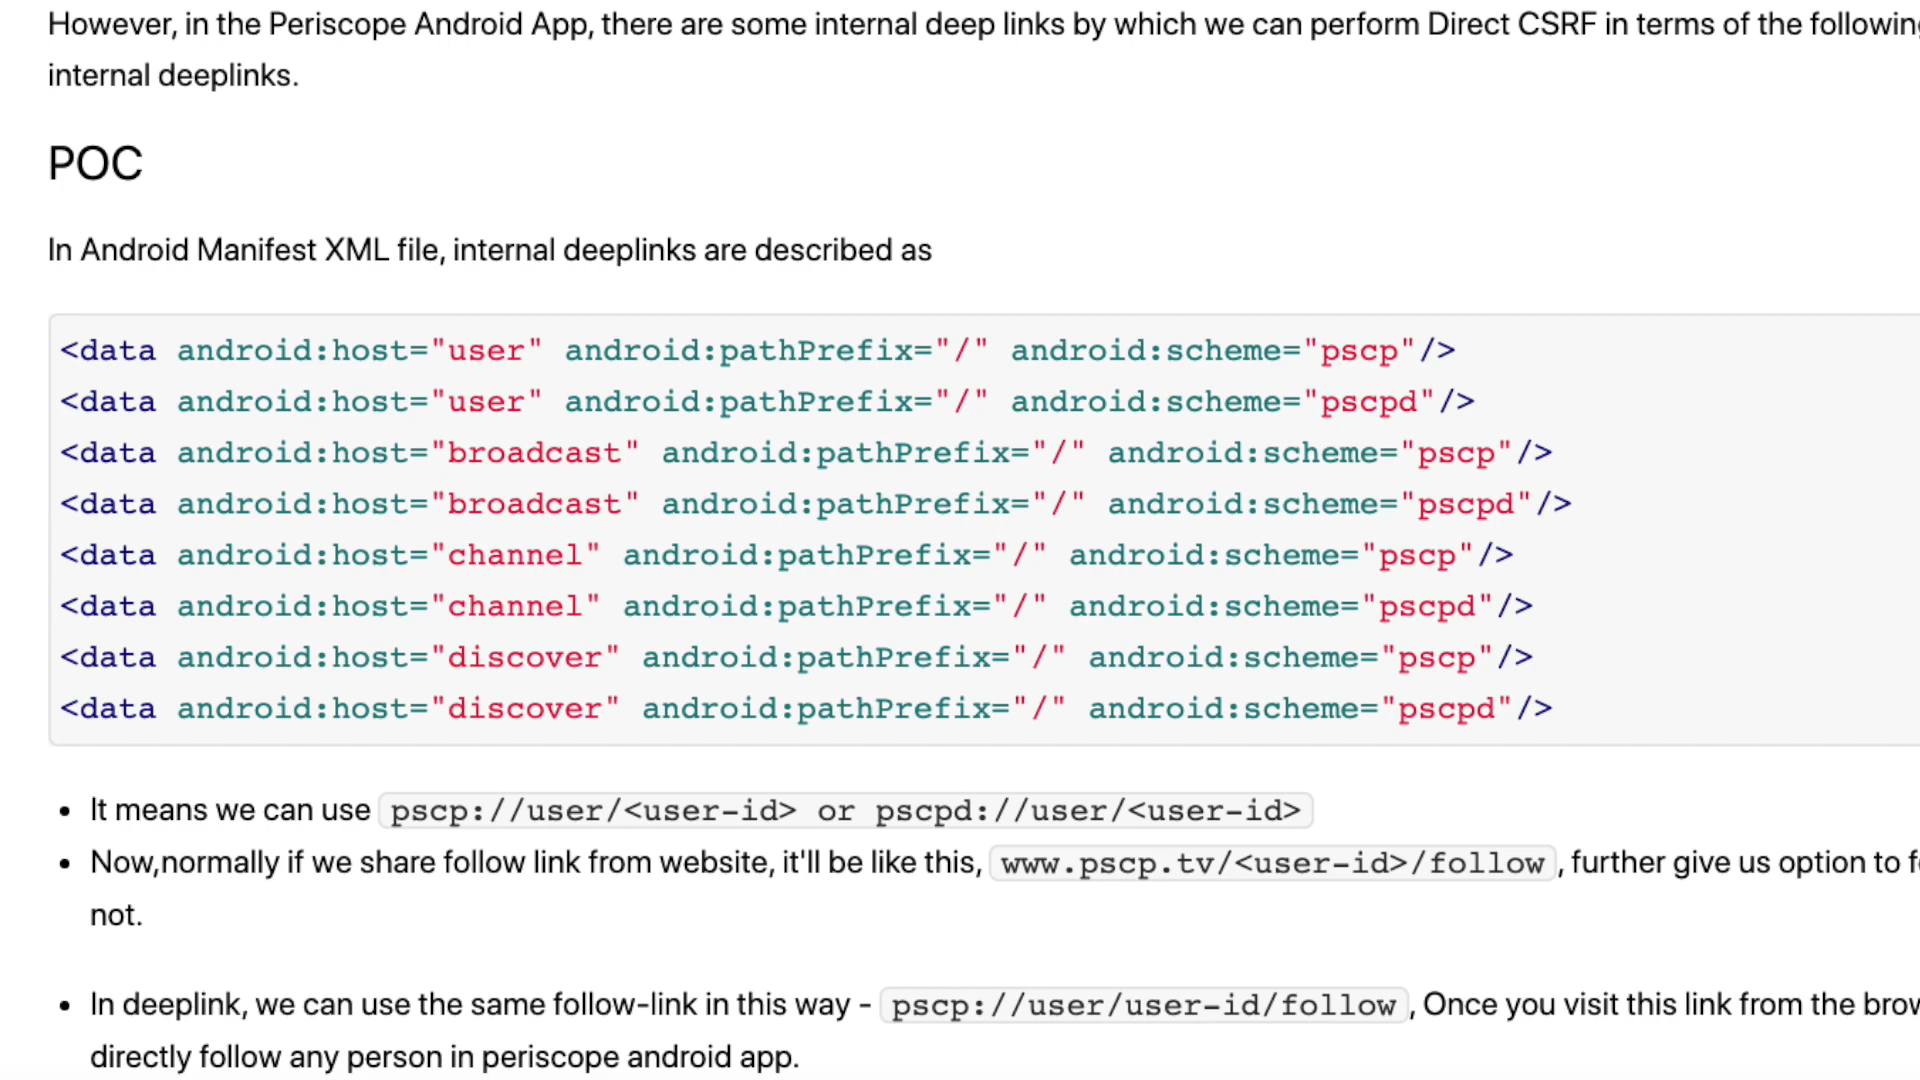 However, in the Periscope Android App, there are some internal deep links by which we can perform Direct CSRF in terms of the following
internal deeplinks.
POC
In Android Manifest XML file, internal deeplinks are described as
<data android:host="user" android:pathPrefix="/" android:scheme="pscp"/>
<data android:host="user" android:pathPrefix="/" android:scheme="pscpd"/>
<data android:host="broadcast" android:pathPrefix="/" android:scheme="pscp"/>
<data android:host="broadcast" android:pathPrefix="/" android:scheme="pscpd"/>
<data android:host="channel" android:pathPrefix="/" android:scheme="pscp"/>
<data android:host="channel" android:pathPrefix="/" android:scheme="pscpd"/>
<data android:host="discover" android:pathPrefix="/" android:scheme="pscp"/>
<data android:host="discover" android:pathPrefix="/" android:scheme="pscpd"/>
• It means we can use pscp://user/<user-id> or pscpd://user/<user-id>
• Now,normally if we share follow link from website, it'll be like this, www.pscp.tv/<user-id>/follow, further give us option to
not.
• In deeplink, we can use the same follow-link in this way - pscp://user/user-id/follow, Once you visit this link from the
directly follow any person in periscope android app.